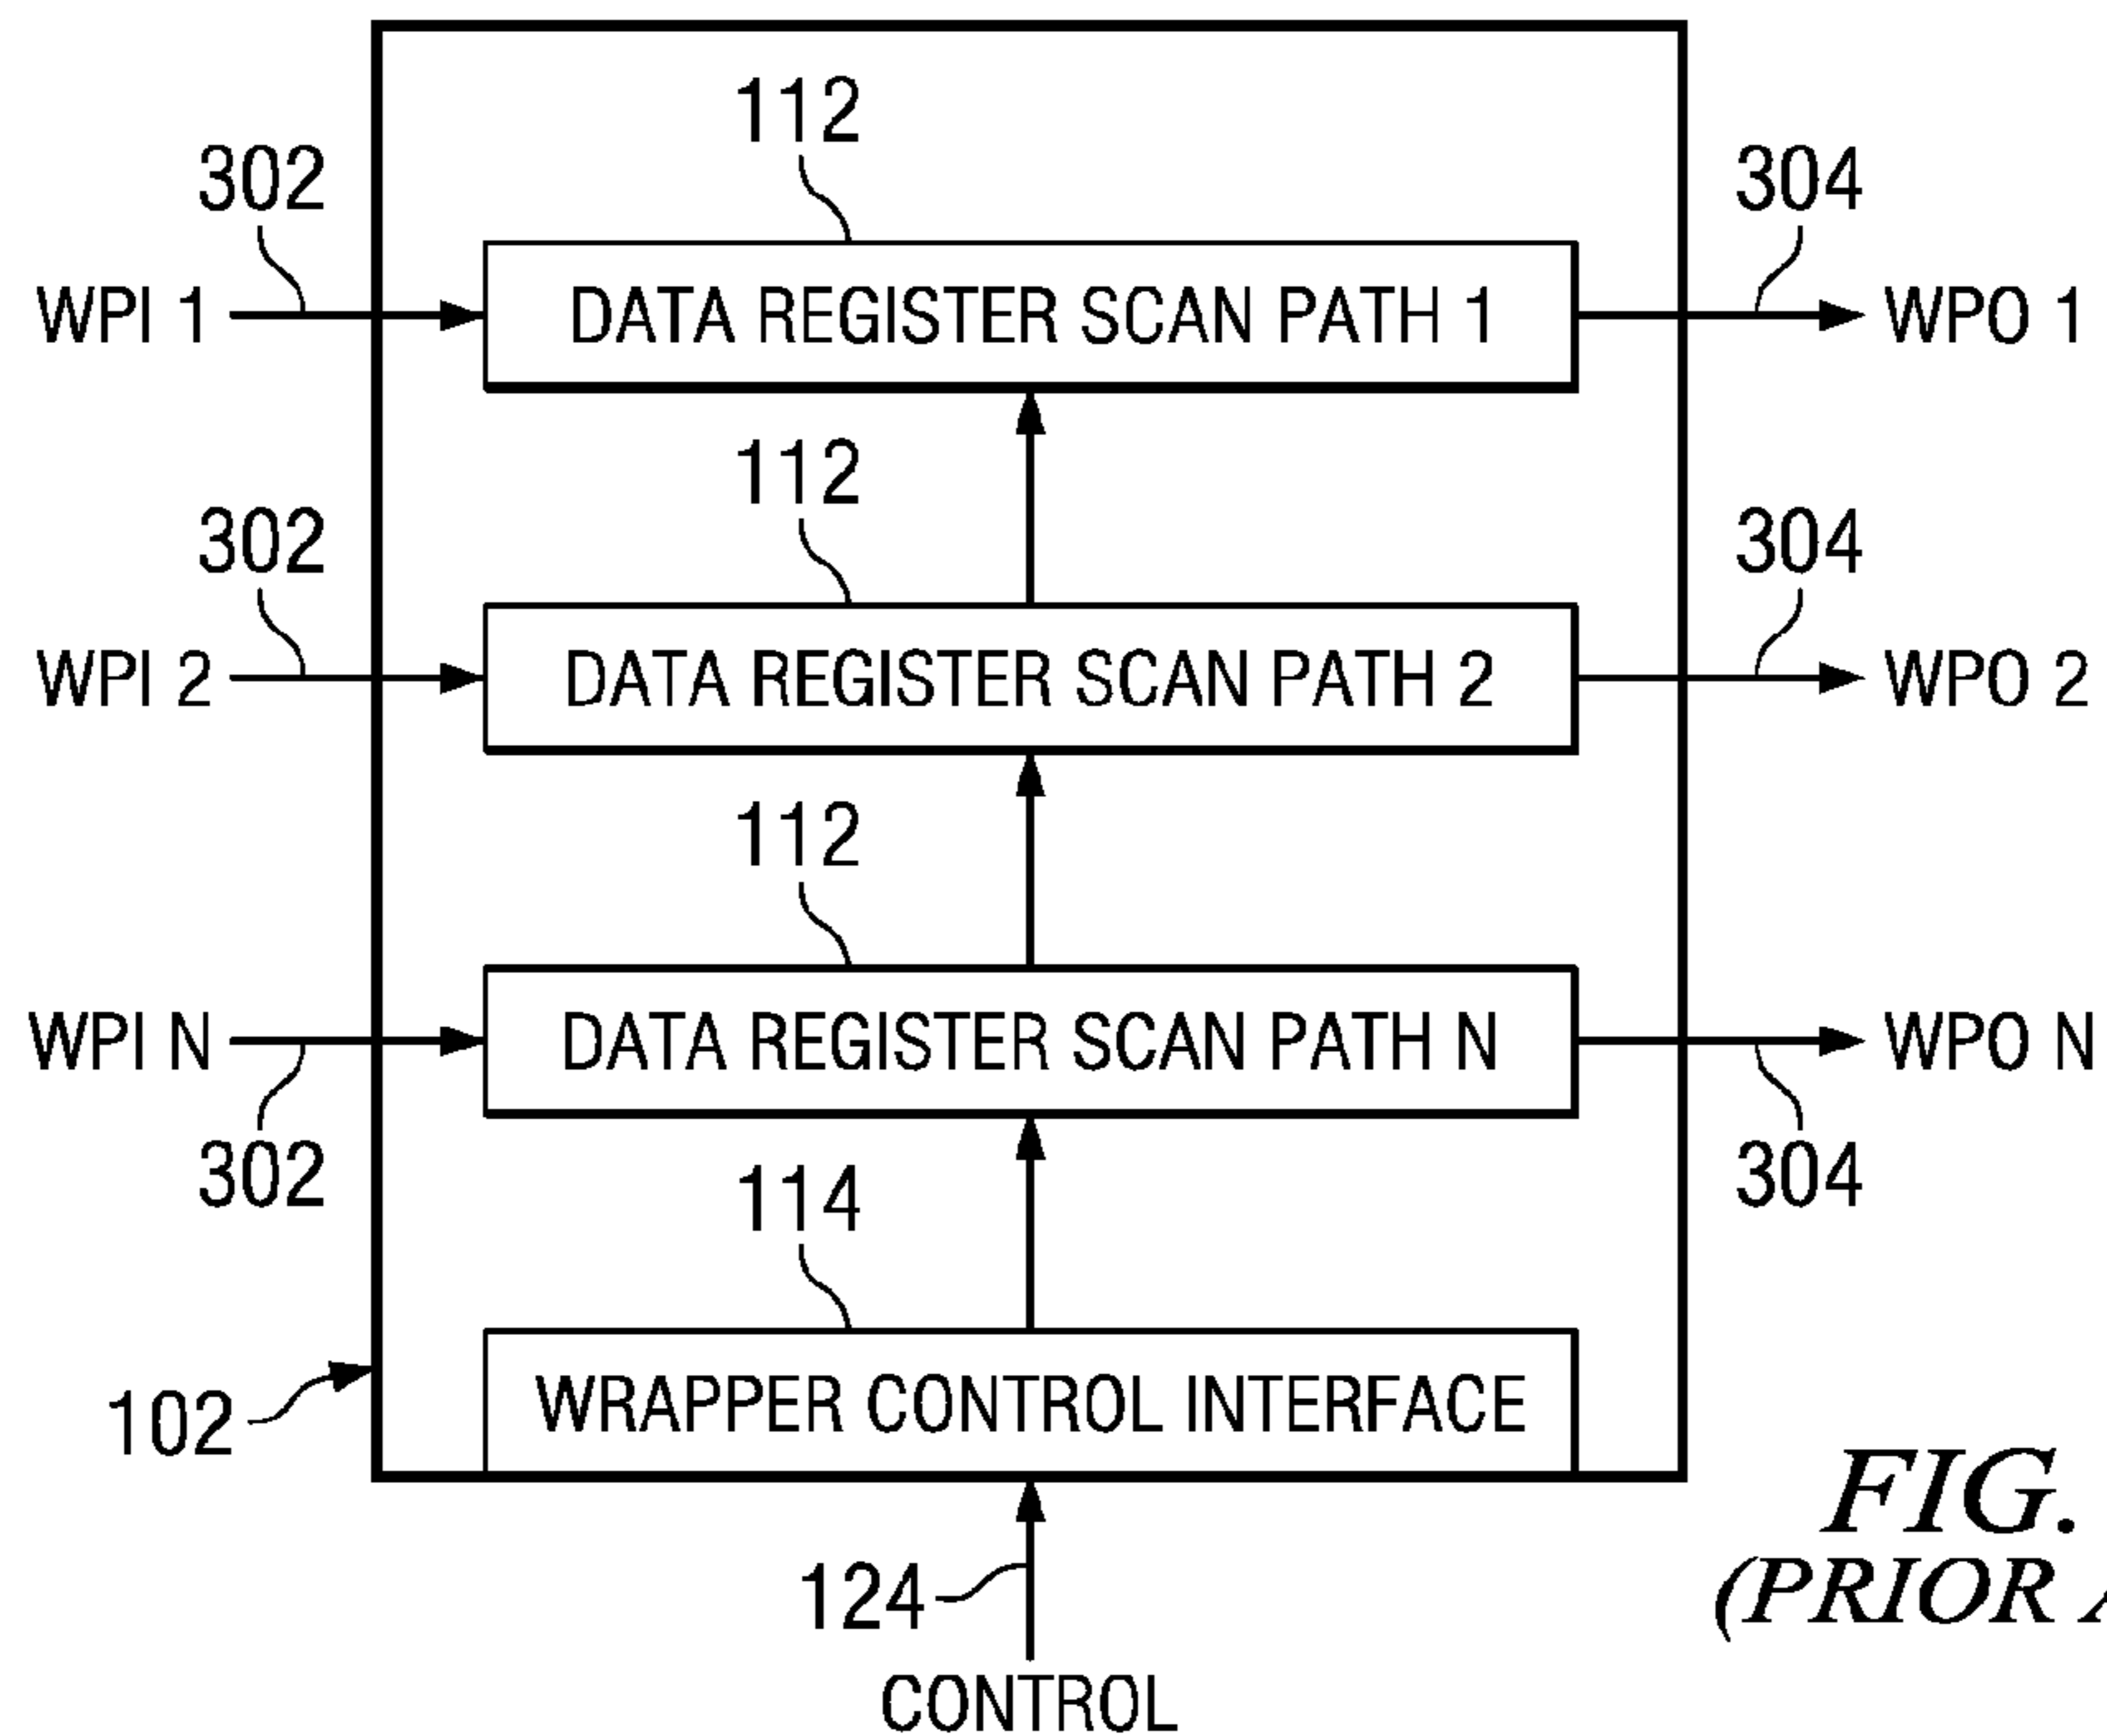 112
302
304
WPI 1
DATA REGISTER SCAN PATH 1
WPO 1
112
302
304
WPI 2
DATA REGISTER SCAN PATH 2
WPO 2
112
WPI N
DATA REGISTER SCAN PATH N
WPO N
302
304
114
102
WRAPPER CONTROL INTERFACE
FIG.
(PRIOR
124
CONTROL